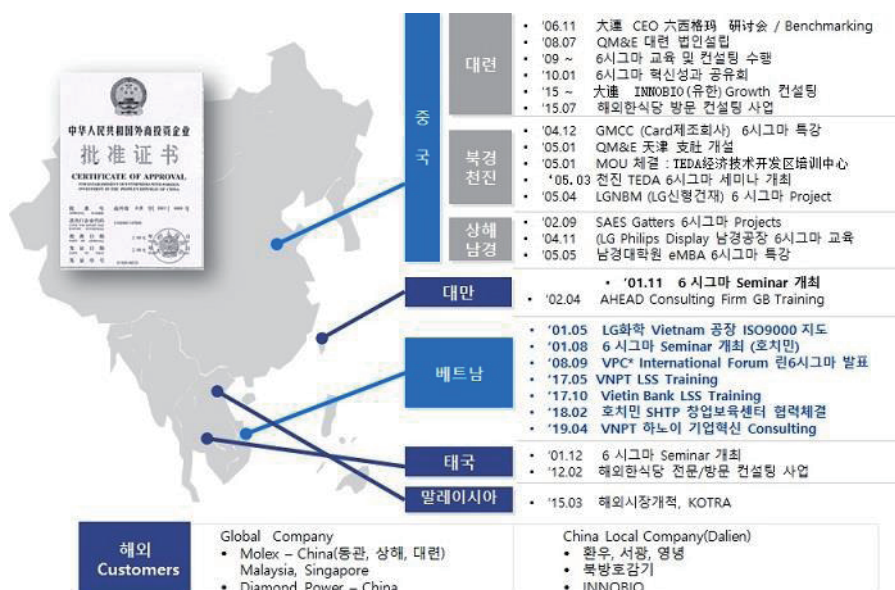 中华人民共和国外商投资企业
批准证书
CERTIFICATE OF APPROVAL
중국
대련
• '06.11 大連 CEO 六西格玛 研讨会 / Benchmarking
• '08.07 QM&E 대련 법인설립
• '09 ~ 6시그마 교육 및 컨설팅 수행
• '10.01 6시그마 혁신성과 공유회
• '15 ~ 大連 INNOBIO(유한) Growth 컨설팅
• '15.07 해외한식당 방문 컨설팅 사업
북경
천진
• '04.12 GMCC (Card제조회사) 6시그마 특강
• '05.01 QM&E 天津 支社 개설
• '05.01 MOU 체결 : TEDA经济技术开发区培训中心
• '05.03 천진 TEDA 6시그마 세미나 개최
• '05.04 LGNBM (LG신형건재) 6 시그마 Project
상해
남경
• '02.09 SAES Gatters 6시그마 Projects
• '04.11 (LG Philips Display 남경공장 6시그마 교육
• '05.05 남경대학원 eMBA 6시그마 특강
대만
• '01.11 6 시그마 Seminar 개최
• '02.04 AHEAD Consulting Firm GB Training
베트남
• '01.05 LG화학 Vietnam 공장 ISO9000 지도
• '01.08 6 시그마 Seminar 개최 (호치민)
• '08.09 VPC* International Forum 린6시그마 발표
• '17.05 VNPT LSS Training
• '17.10 Vietin Bank LSS Training
• '18.02 호치민 SHTP 창업보육센터 협력체결
• '19.04 VNPT 하노이 기업혁신 Consulting
태국
• '01.12 6 시그마 Seminar 개최
• '12.02 해외한식당 전문/방문 컨설팅 사업
말레이시아
• '15.03 해외시장개척, KOTRA
해외
Customers
Global Company
• Molex – China(동관, 상해, 대련)
Malaysia, Singapore
• Diamond Power – China
China Local Company(Dalien)
• 환우, 서광, 영녕
• 북방호감기
• INNOBIO